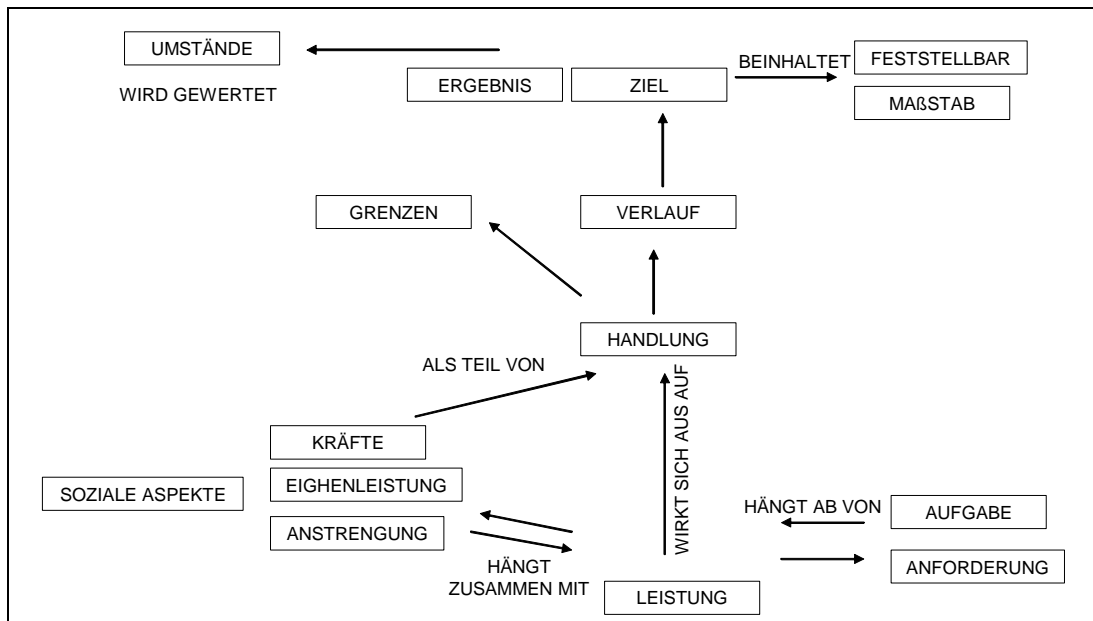 UMSTÄNDE
WIRD GEWERTET
ERGEBNIS
ZIEL
BEINHALTET
FESTSTELLBAR
MAßSTAB
GRENZEN
VERLAUF
HANDLUNG
ALS TEIL VON
WIRKT SICH AUS AUF
KRÄFTE
EIGHENLEISTUNG
SOZIALE ASPEKTE
ANSTRENGUNG
HÄNGT
ZUSAMMEN MIT
HÄNGT AB VON
AUFGABE
ANFORDERUNG
LEISTUNG